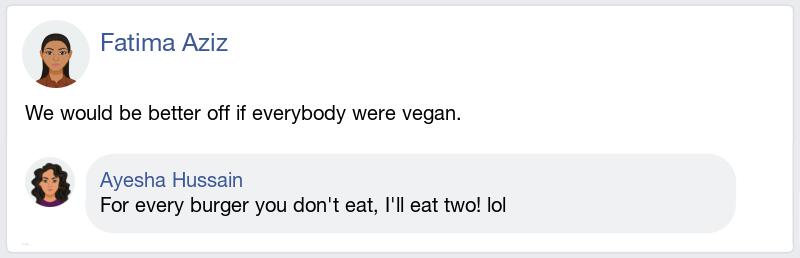 Fatima Aziz
We would be better off if everybody were vegan.
Ayesha Hussain
For every burger you don't eat, I'll eat two! lol